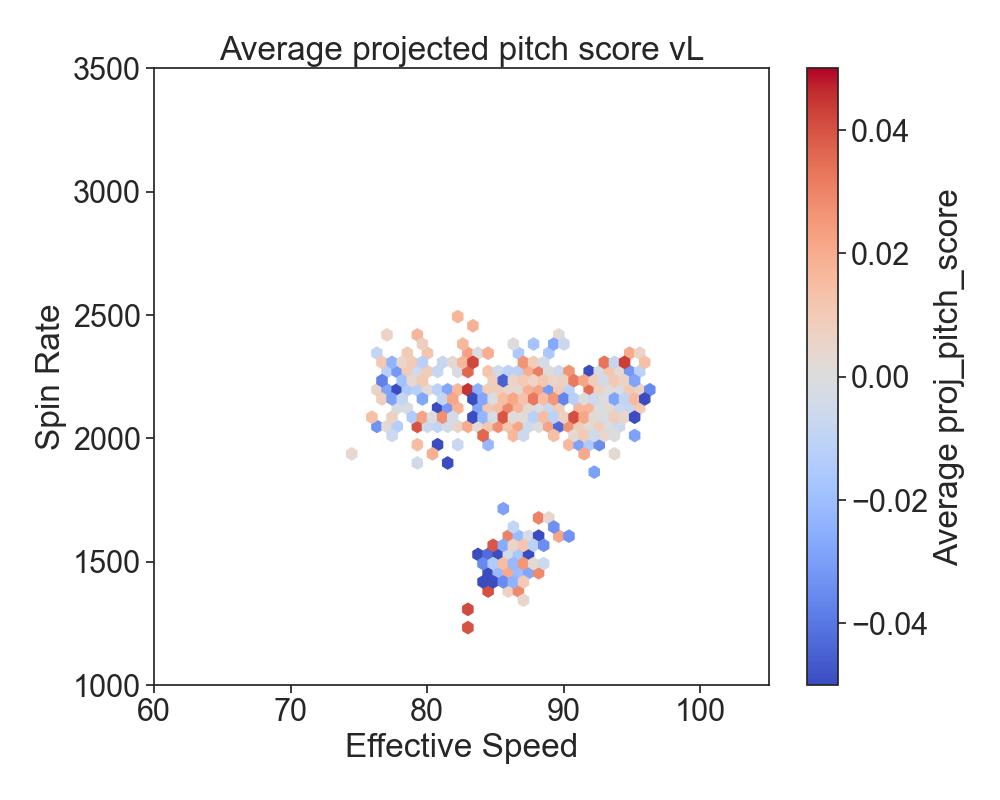 Average projected pitch score vL
3500
3000
2500
2000
1500
1000
Spin Rate
60 70 80 90 100
Effective Speed
0.04
0.02
0.00
−0.02
−0.04
Average proj_pitch_score